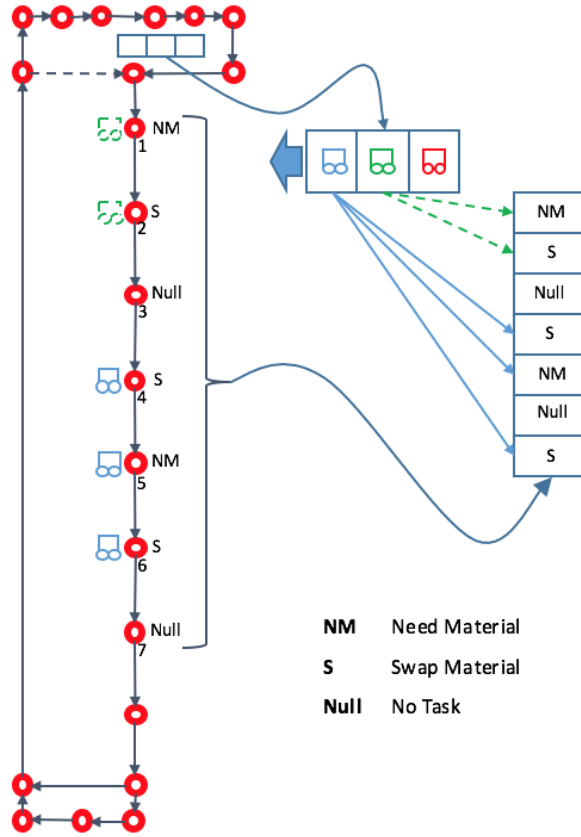 NM
1
S
2
Null
3
S
4
NM
5
S
6
Null
7
NM
S
Null
S
NM
Null
S
NM Need Material
S Swap Material
Null No Task